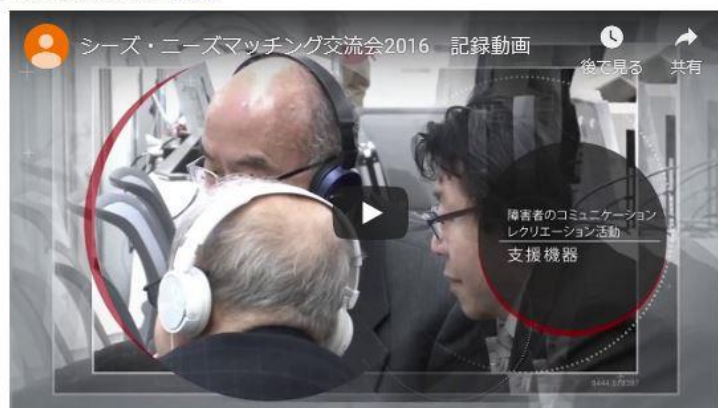 シーズ・ニーズマッチング交流会2016　記録動画
後で見る
共有
障害者のコミュニケーション
レクリエーション活動
支援機器